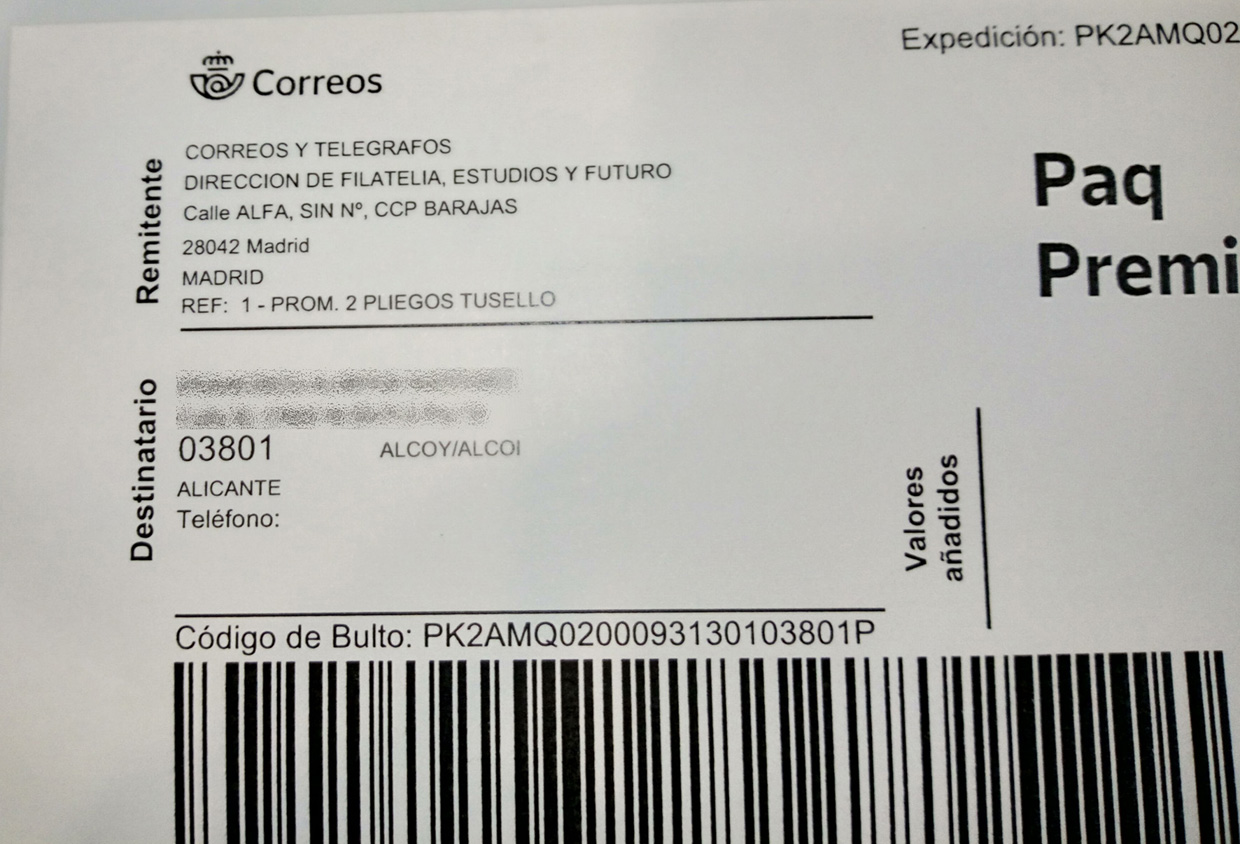 Correos
Expedición: PK2AMQ02
Remitente
CORREOS Y TELEGRAFOS
DIRECCION DE FILATELIA, ESTUDIOS Y FUTURO
Calle ALFA, SIN Nº, CCP BARAJAS
28042 Madrid
MADRID
REF: 1 - PROM. 2 PLIEGOS TUSELLO
Paq
Premi
Destinatario
03801 ALCOY/ALCOI
ALICANTE
Teléfono:
Valores
añadidos
Código de Bulto: PK2AMQ0200093130103801P